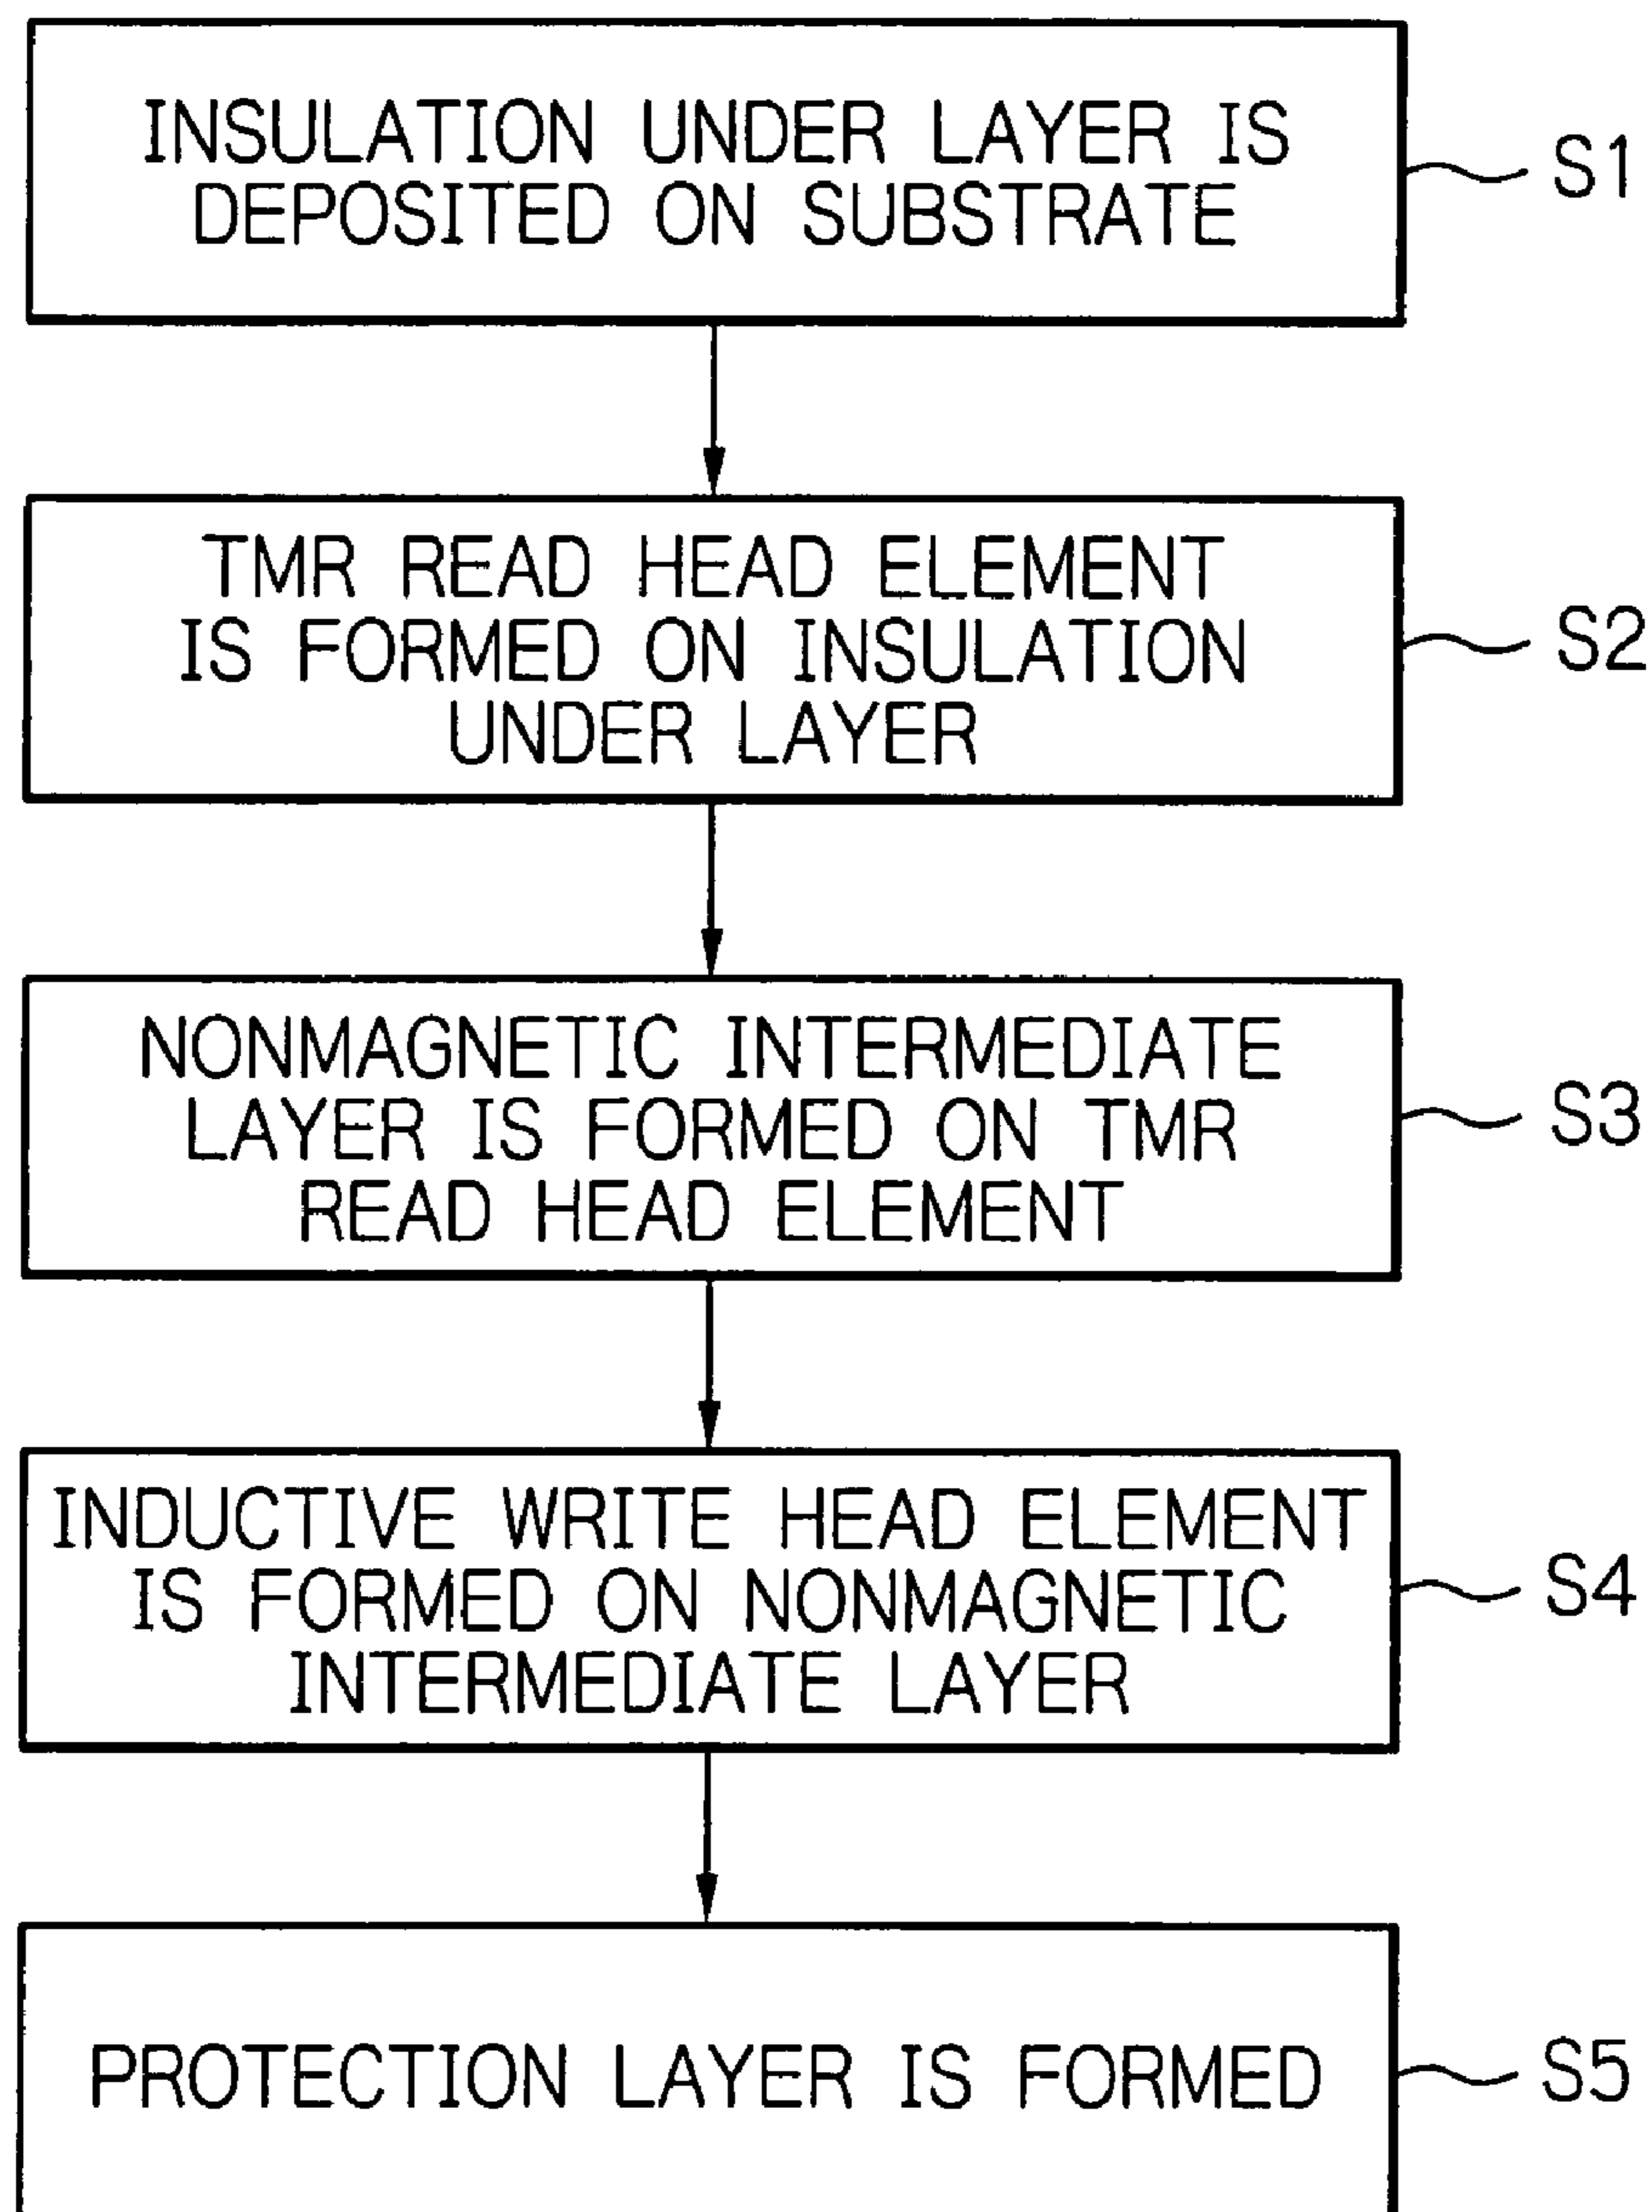 INSULATION UNDER LAYER IS
DEPOSITED ON SUBSTRATE
S1
TMR READ HEAD ELEMENT
IS FORMED ON INSULATION
UNDER LAYER
S2
NONMAGNETIC INTERMEDIATE
LAYER IS FORMED ON TMR
READ HEAD ELEMENT
S3
INDUCTIVE WRITE HEAD ELEMENT
IS FORMED ON NONMAGNETIC
INTERMEDIATE LAYER
S4
PROTECTION LAYER IS FORMED
S5